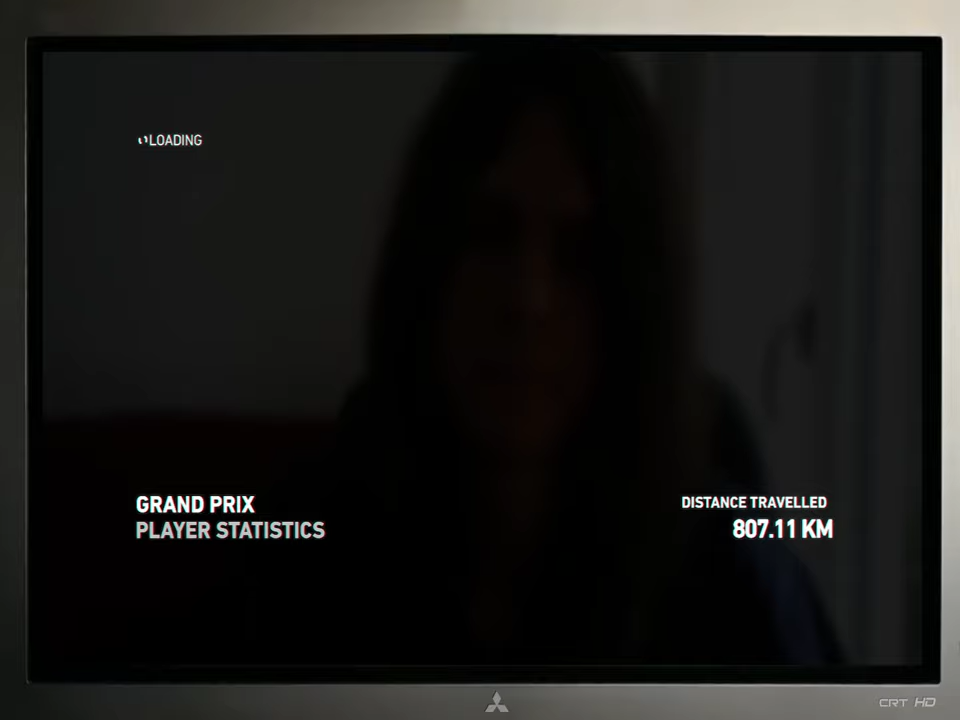 LOADING
GRAND PRIX
PLAYER STATISTICS
DISTANCE TRAVELLED
807.11 KM
CRT HD